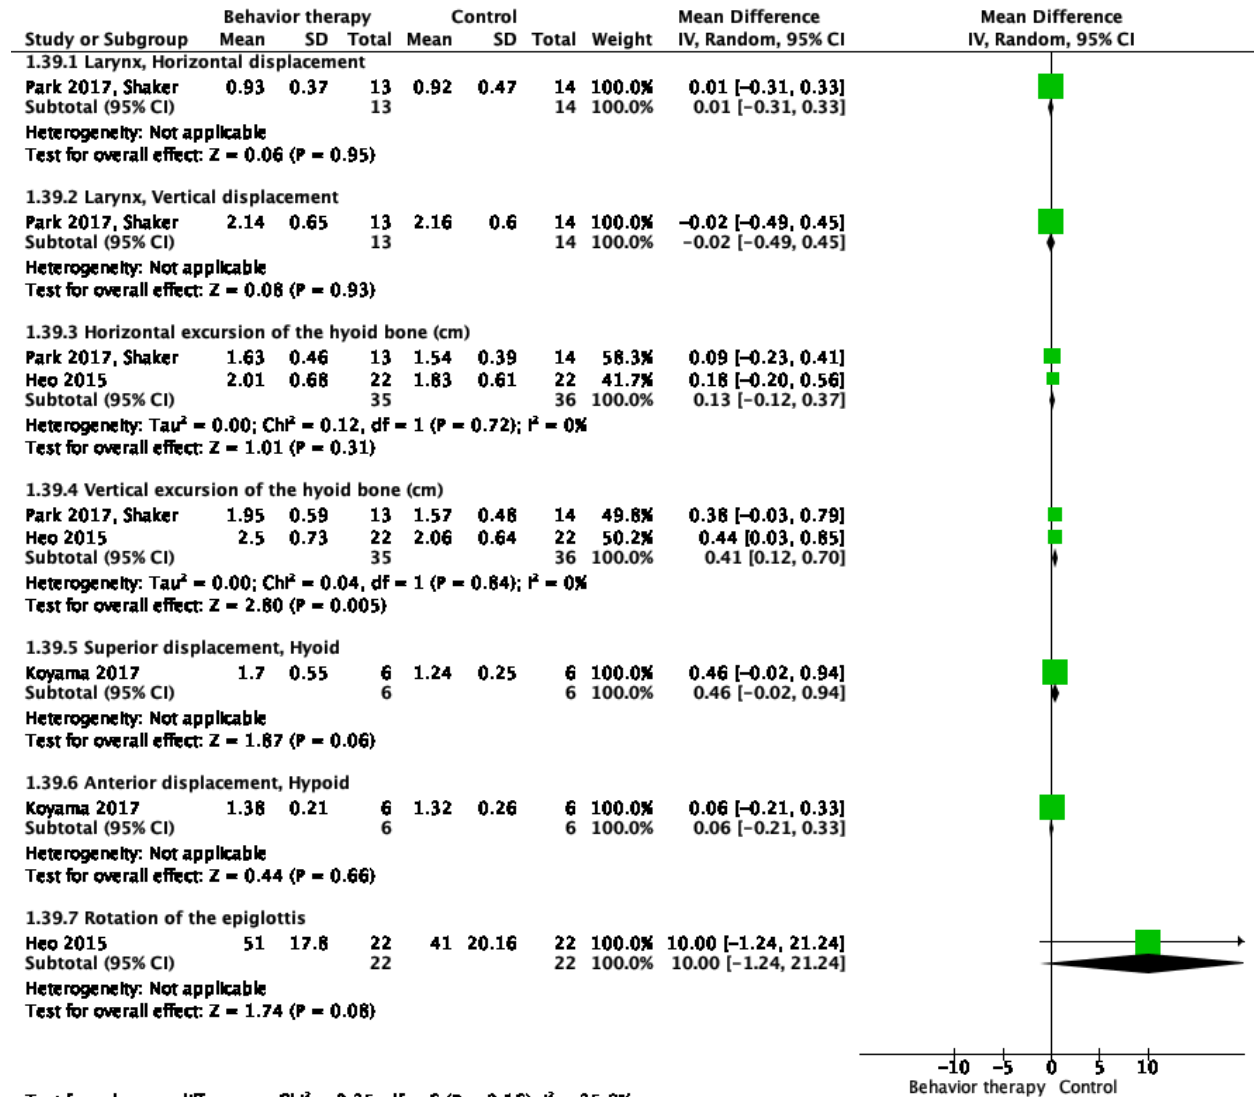 Behavior therapy Control Mean Difference Mean Difference
Study or Subgroup Mean SD Total Mean SD Total Weight IV, Random, 95% CI IV, Random, 95% CI
1.39.1 Larynx, Horizontal displacement
Park 2017, Shaker 0.93 0.37 13 0.92 0.47 14 100.0% 0.01 [-0.31, 0.33]
Subtotal (95% CI) 13 14 100.0% 0.01 [-0.31, 0.33]
Heterogeneity: Not applicable
Test for overall effect: Z = 0.06 (P = 0.95)
1.39.2 Larynx, Vertical displacement
Park 2017, Shaker 2.14 0.65 13 2.16 0.6 14 100.0% -0.02 [-0.49, 0.45]
Subtotal (95% CI) 13 14 100.0% -0.02 [-0.49, 0.45]
Heterogeneity: Not applicable
Test for overall effect: Z = 0.08 (P = 0.93)
1.39.3 Horizontal excursion of the hyoid bone (cm)
Park 2017, Shaker 1.63 0.46 13 1.54 0.39 14 58.3% 0.09 [-0.23, 0.41]
Heo 2015 2.01 0.68 22 1.83 0.61 22 41.7% 0.18 [-0.20, 0.56]
Subtotal (95% CI) 35 36 100.0% 0.13 [-0.12, 0.37]
Heterogeneity: Tau² = 0.00; Chi² = 0.12, df = 1 (P = 0.72); I² = 0%
Test for overall effect: Z = 1.01 (P = 0.31)
1.39.4 Vertical excursion of the hyoid bone (cm)
Park 2017, Shaker 1.95 0.59 13 1.57 0.48 14 49.8% 0.38 [-0.03, 0.79]
Heo 2015 2.5 0.73 22 2.06 0.64 22 50.2% 0.44 [0.03, 0.85]
Subtotal (95% CI) 35 36 100.0% 0.41 [0.12, 0.70]
Heterogeneity: Tau² = 0.00; Chi² = 0.04, df = 1 (P = 0.84); I² = 0%
Test for overall effect: Z = 2.80 (P = 0.005)
1.39.5 Superior displacement, Hyoid
Koyama 2017 1.7 0.55 6 1.24 0.25 6 100.0% 0.46 [-0.02, 0.94]
Subtotal (95% CI) 6 6 100.0% 0.46 [-0.02, 0.94]
Heterogeneity: Not applicable
Test for overall effect: Z = 1.87 (P = 0.06)
1.39.6 Anterior displacement, Hypoid
Koyama 2017 1.38 0.21 6 1.32 0.26 6 100.0% 0.06 [-0.21, 0.33]
Subtotal (95% CI) 6 6 100.0% 0.06 [-0.21, 0.33]
Heterogeneity: Not applicable
Test for overall effect: Z = 0.44 (P = 0.66)
1.39.7 Rotation of the epiglottis
Heo 2015 51 17.8 22 41 20.16 22 100.0% 10.00 [-1.24, 21.24]
Subtotal (95% CI) 22 22 100.0% 10.00 [-1.24, 21.24]
Heterogeneity: Not applicable
Test for overall effect: Z = 1.74 (P = 0.08)
-10 -5 0 5 10
Behavior therapy Control